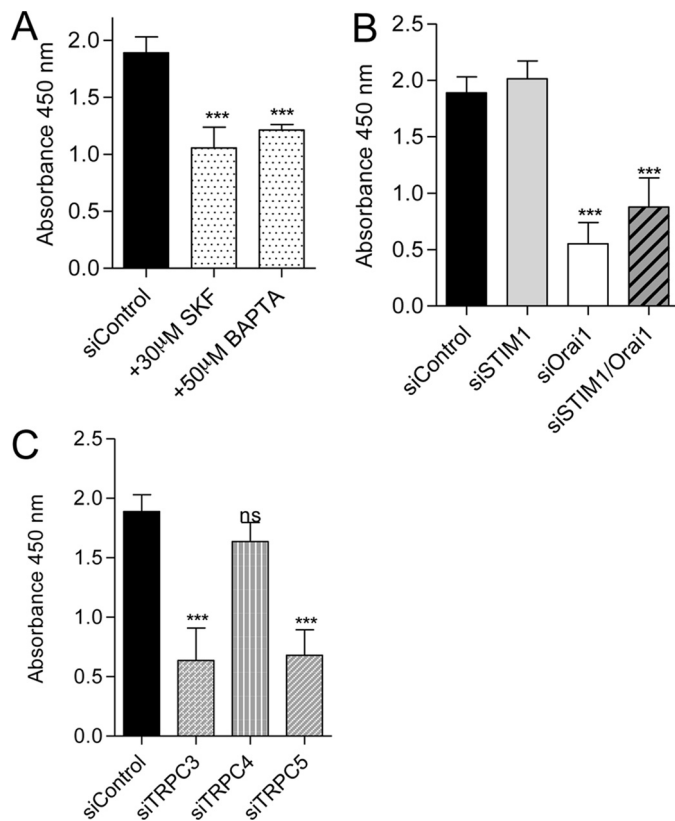 A
Absorbance 450 nm
2.0
1.5
1.0
0.5
0.0
***
***
siControl
+30µM SKF
+50µM BAPTA
B
Absorbance 450 nm
2.5
2.0
1.5
1.0
0.5
0.0
***
***
siControl
siSTIM1
siOrai1
siSTIM1/Orai1
C
Absorbance 450 nm
2.5
2.0
1.5
1.0
0.5
0.0
***
ns
***
siControl
siTRPC3
siTRPC4
siTRPC5